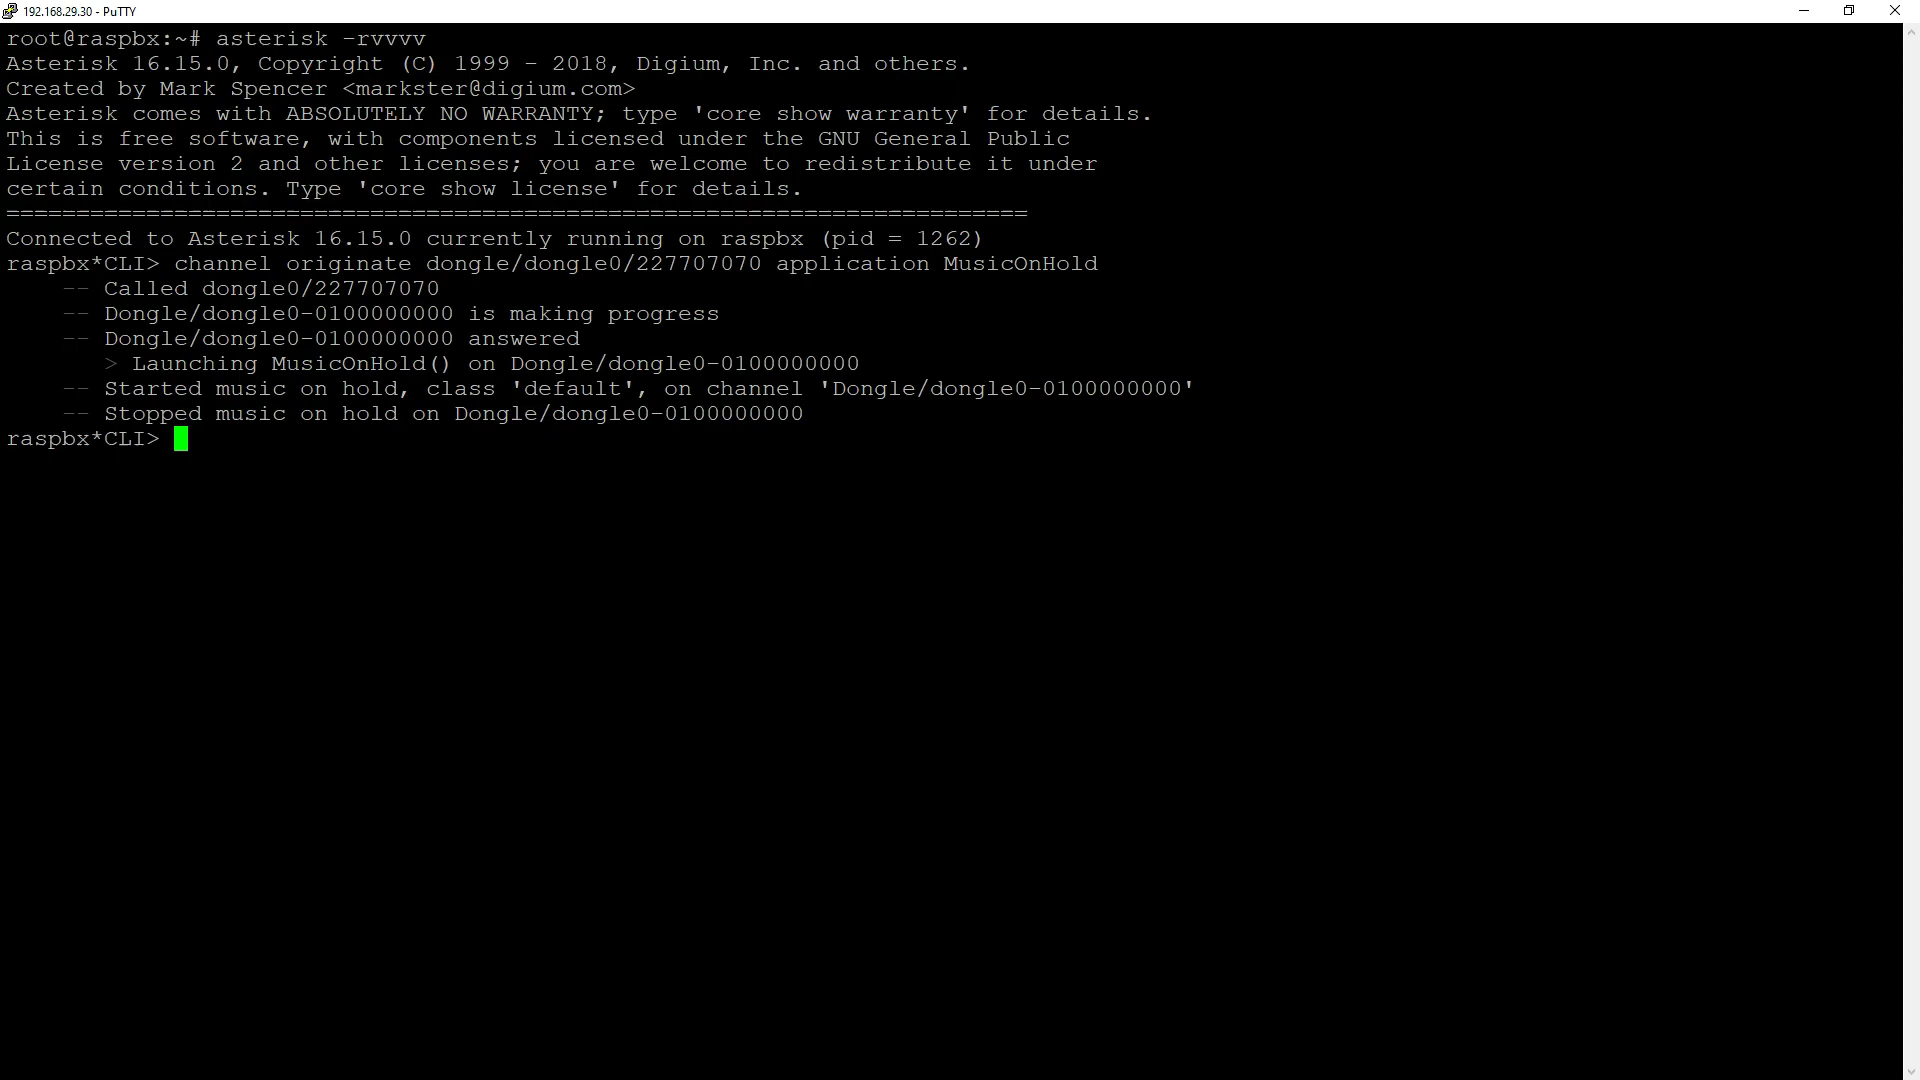 192.168.29.30 - PuTTY
root@raspbx:~# asterisk -rvvvv
Asterisk 16.15.0, Copyright (C) 1999 - 2018, Digium, Inc. and others.
Created by Mark Spencer <markster@digium.com>
Asterisk comes with ABSOLUTELY NO WARRANTY; type 'core show warranty' for details.
This is free software, with components licensed under the GNU General Public
License version 2 and other licenses; you are welcome to redistribute it under
certain conditions. Type 'core show license' for details.
=========================================================================
Connected to Asterisk 16.15.0 currently running on raspbx (pid = 1262)
raspbx*CLI> channel originate dongle/dongle0/227707070 application MusicOnHold
    -- Called dongle0/227707070
    -- Dongle/dongle0-0100000000 is making progress
    -- Dongle/dongle0-0100000000 answered
       > Launching MusicOnHold() on Dongle/dongle0-0100000000
    -- Started music on hold, class 'default', on channel 'Dongle/dongle0-0100000000'
    -- Stopped music on hold on Dongle/dongle0-0100000000
raspbx*CLI>